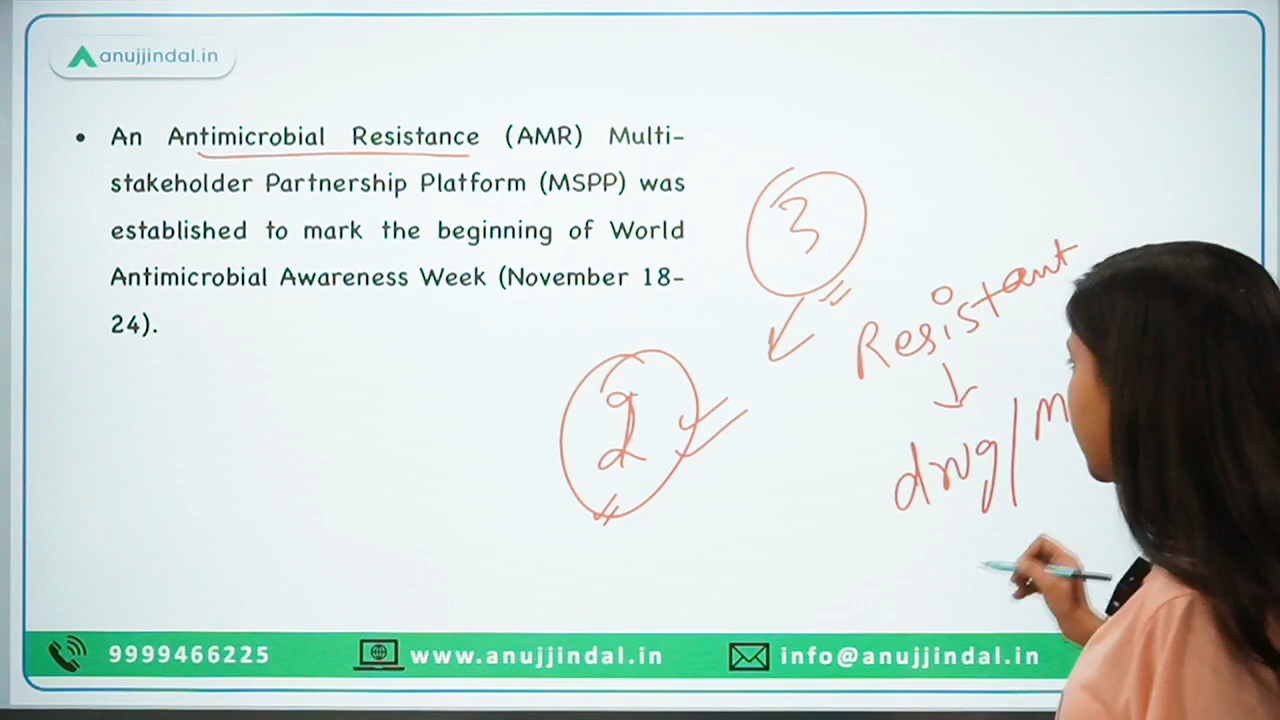 anujjindal.in
• An Antimicrobial Resistance (AMR) Multi-
stakeholder Partnership Platform (MSPP) was
established to mark the beginning of World
Antimicrobial Awareness Week (November 18-
24).
3
2
Resistant
drug/m
9999466225
www.anujjindal.in
info@anujjindal.in